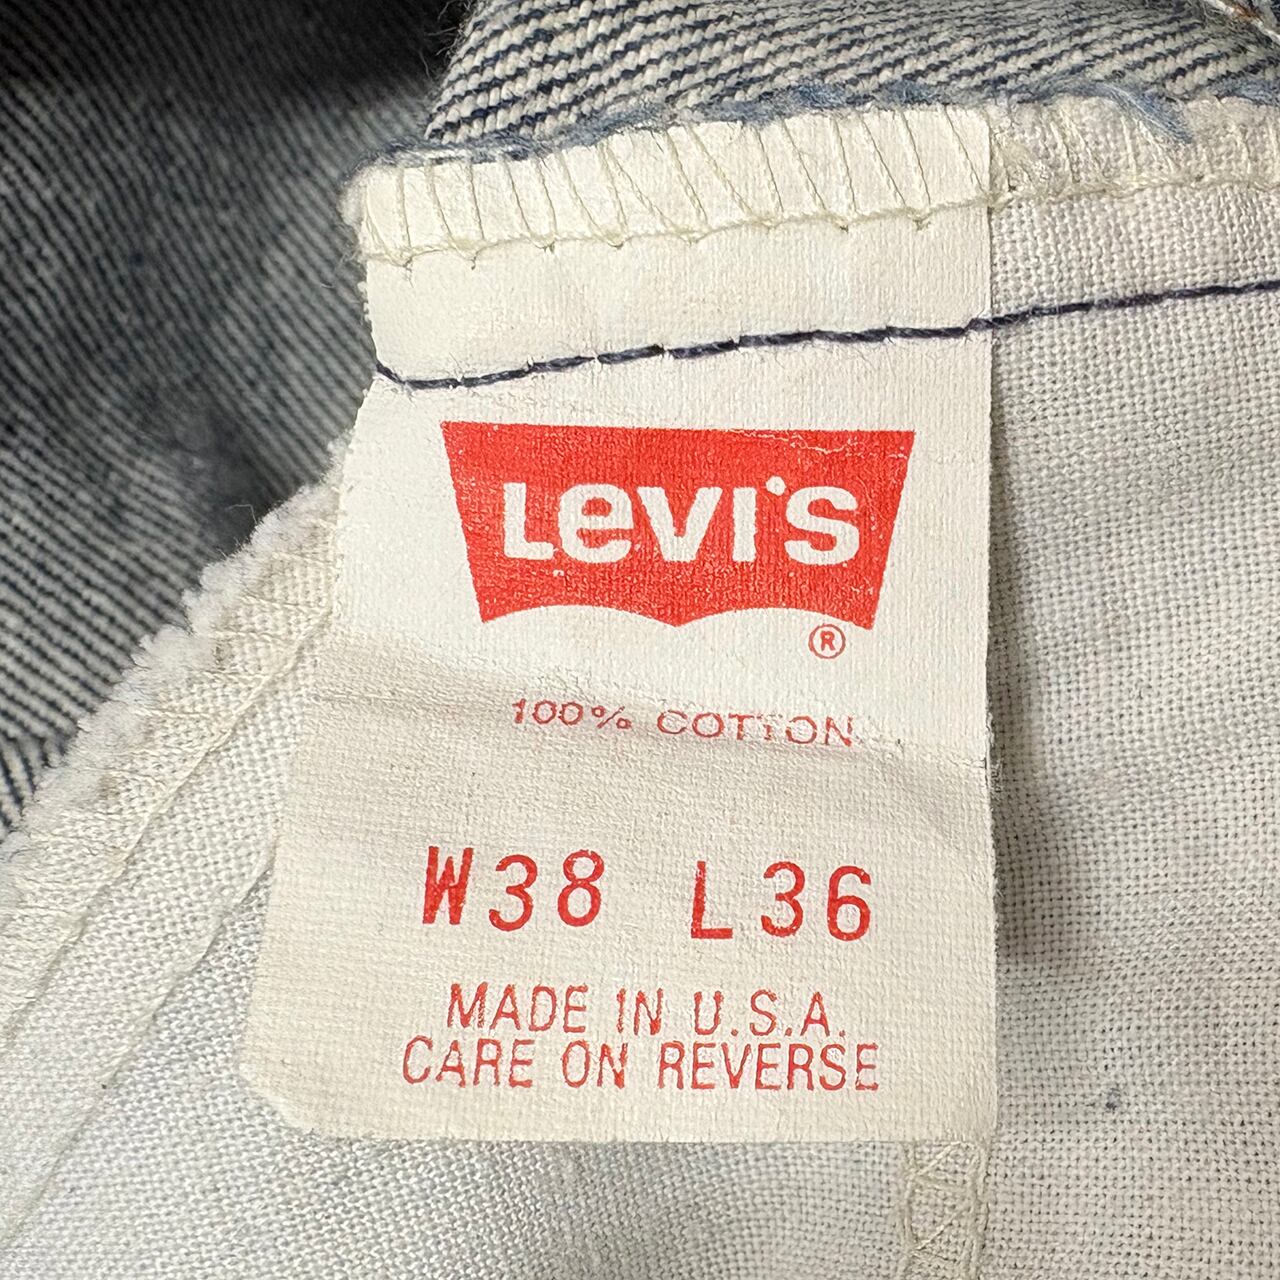 Levi's
®
100% COTTON
W38 L36
MADE IN U.S.A.
CARE ON REVERSE